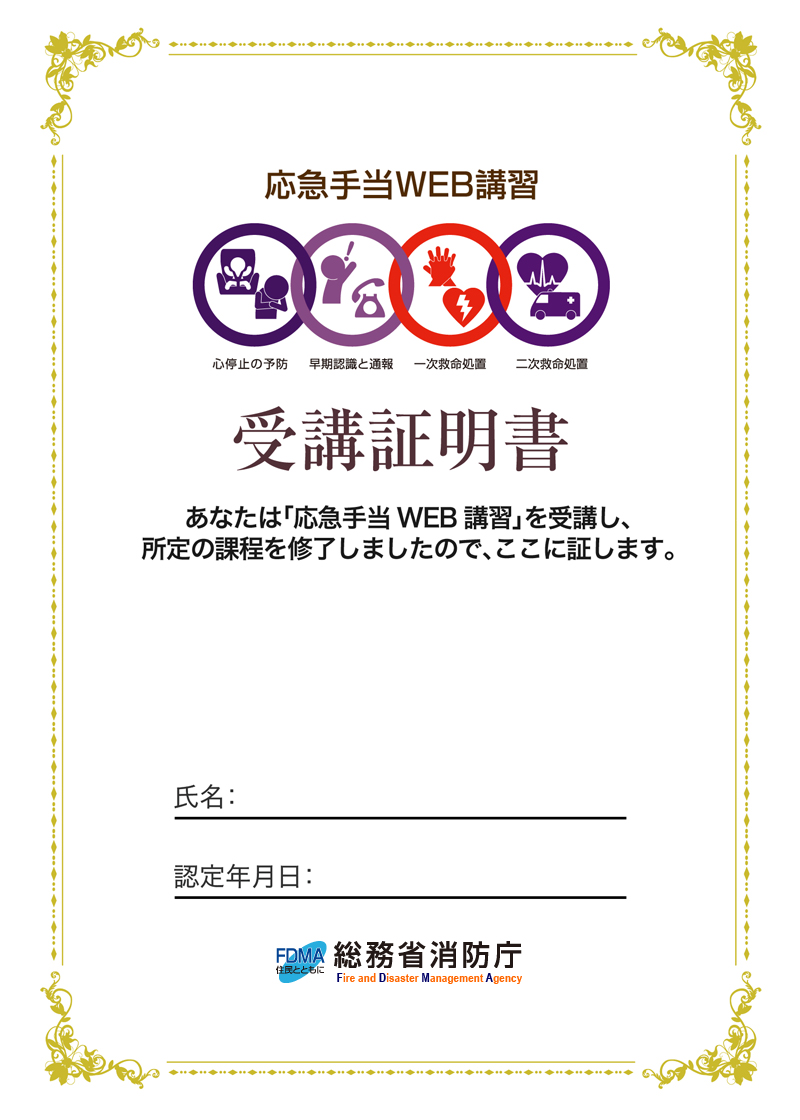 応急手当WEB講習
心停止の予防 早期認識と通報 一次救命処置 二次救命処置
受講証明書
あなたは「応急手当 WEB 講習」を受講し、
所定の課程を修了しましたので、ここに証します。
氏名：
認定年月日：
FDMA
住民とともに
総務省消防庁
Fire and Disaster Management Agency